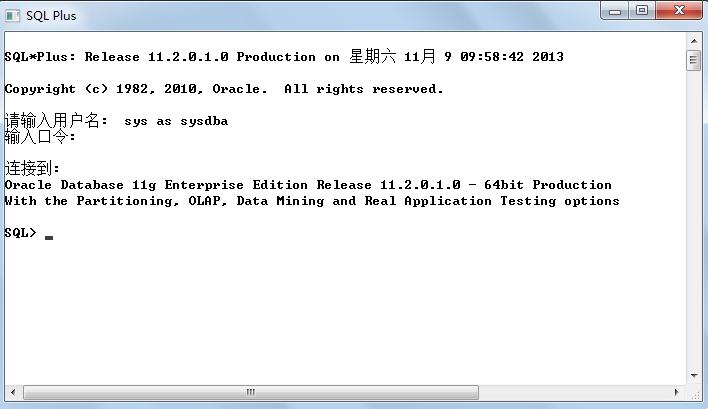 SQL Plus
SQL*Plus: Release 11.2.0.1.0 Production on 星期六 11月 9 09:58:42 2013
Copyright (c) 1982, 2010, Oracle.  All rights reserved.
请输入用户名:  sys as sysdba
输入口令:
连接到:
Oracle Database 11g Enterprise Edition Release 11.2.0.1.0 - 64bit Production
With the Partitioning, OLAP, Data Mining and Real Application Testing options
SQL>